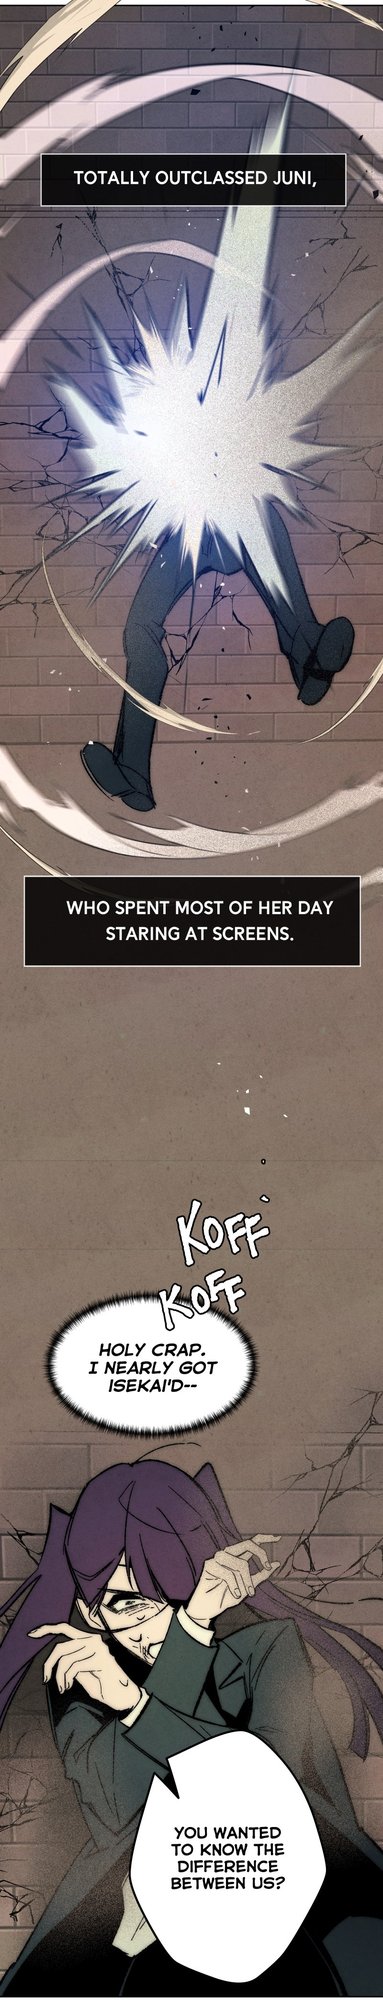 TOTALLY OUTCLASSED JUNI,
WHO SPENT MOST OF HER DAY
STARING AT SCREENS.
KOFF
KOFF
HOLY CRAP.
I NEARLY GOT
ISEKAI'D--
YOU WANTED
TO KNOW THE
DIFFERENCE
BETWEEN US?